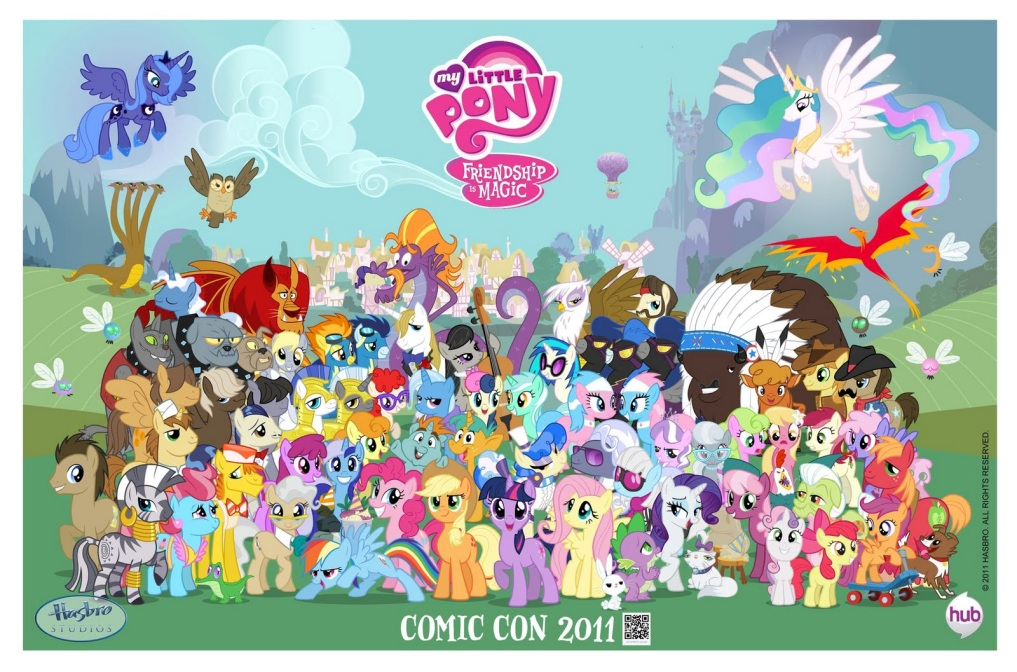 my LITTLE
PONY
FRIENDSHIP
is MAGIC
© 2011 HASBRO. ALL RIGHTS RESERVED.
Hasbro
STUDIOS
COMIC CON 2011
hub